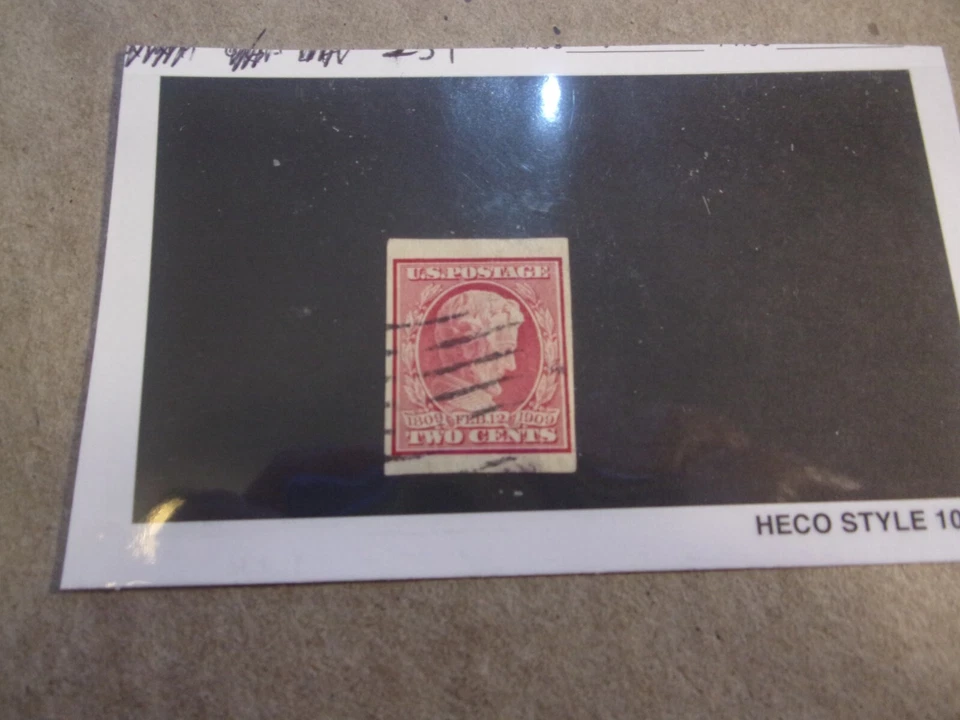 U.S.POSTAGE
1809 FEB.12 1909
TWO CENTS
HECO STYLE 10